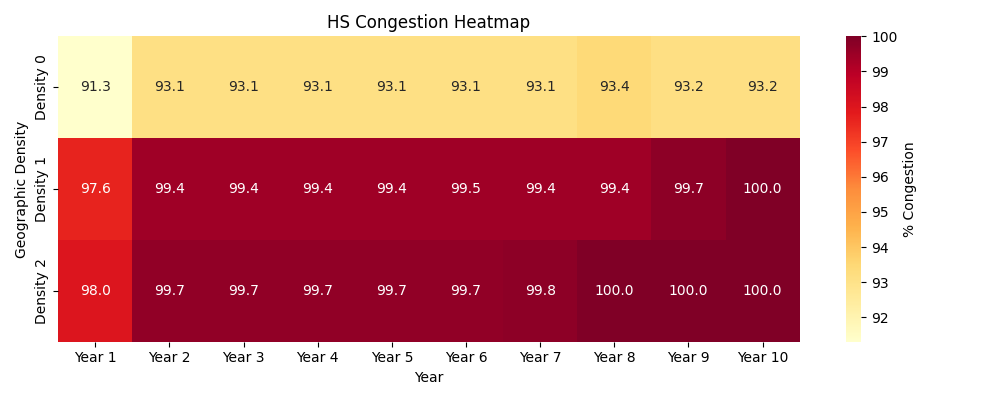 HS Congestion Heatmap
Geographic Density
Density 0
91.3 93.1 93.1 93.1 93.1 93.1 93.1 93.4 93.2 93.2
Density 1
97.6 99.4 99.4 99.4 99.4 99.5 99.4 99.4 99.7 100.0
Density 2
98.0 99.7 99.7 99.7 99.7 99.7 99.8 100.0 100.0 100.0
Year 1 Year 2 Year 3 Year 4 Year 5 Year 6 Year 7 Year 8 Year 9 Year 10
Year
100
99
98
97
96
95
94
93
92
% Congestion